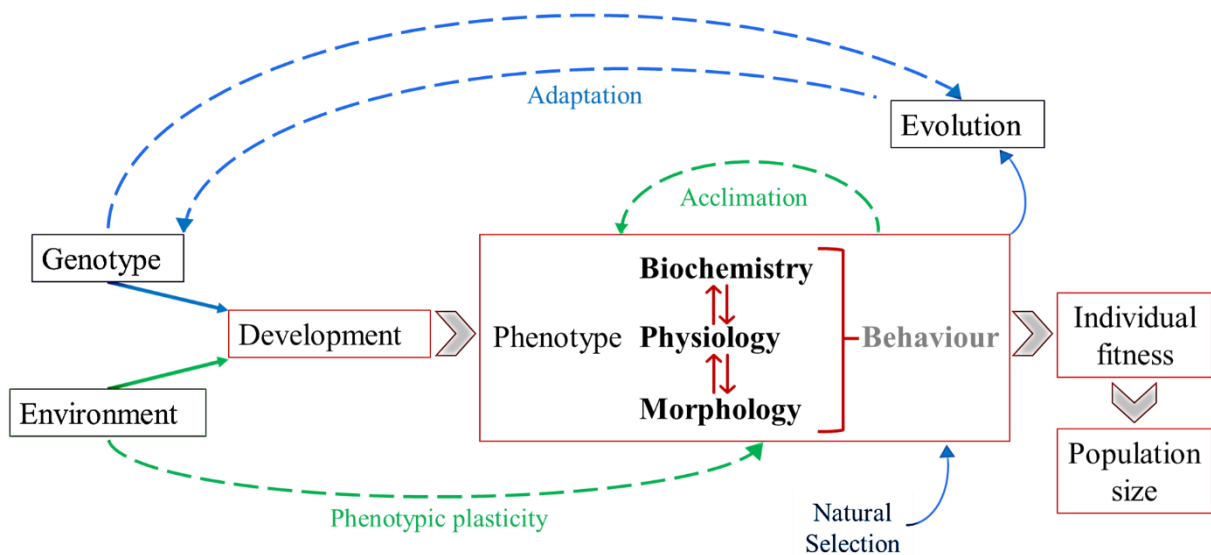 Adaptation
Evolution
Acclimation
Genotype
Biochemistry
Development
Phenotype
Physiology
Behaviour
Individual
fitness
Environment
Morphology
Population
size
Phenotypic plasticity
Natural
Selection